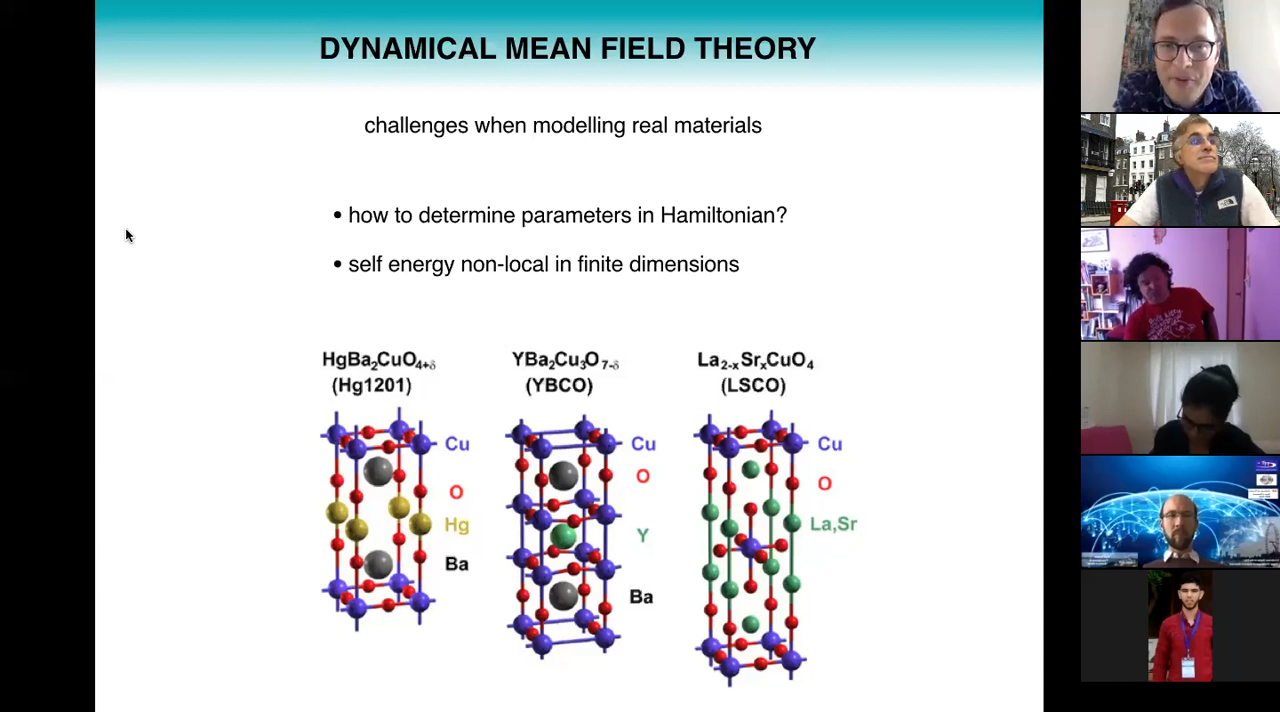 DYNAMICAL MEAN FIELD THEORY
challenges when modelling real materials
• how to determine parameters in Hamiltonian?
• self energy non-local in finite dimensions
HgBa₂CuO₄₊δ
(Hg1201)
Cu
O
Hg
Ba
YBa₂Cu₃O₇₋δ
(YBCO)
Cu
O
Y
Ba
La₂₋ₓSrₓCuO₄
(LSCO)
Cu
O
La,Sr